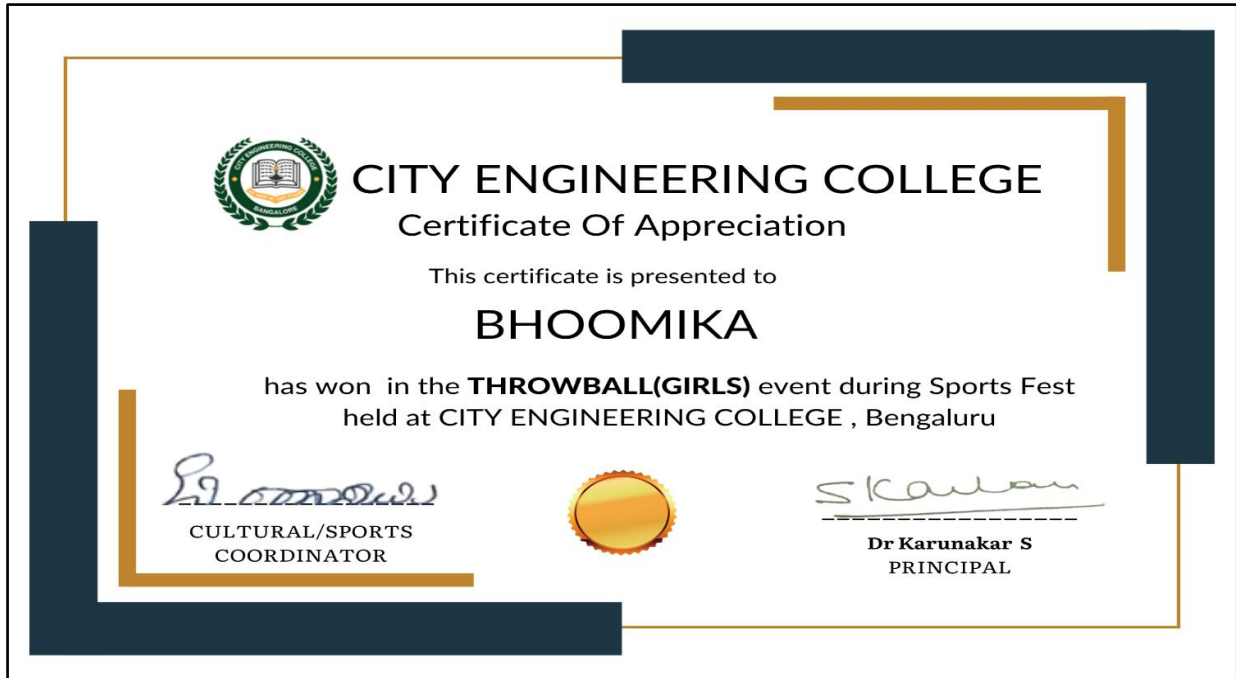 CITY ENGINEERING COLLEGE
BANGALORE
CITY ENGINEERING COLLEGE
Certificate Of Appreciation
This certificate is presented to
BHOOMIKA
has won in the THROWBALL(GIRLS) event during Sports Fest
held at CITY ENGINEERING COLLEGE , Bengaluru
CULTURAL/SPORTS
COORDINATOR
Dr Karunakar S
PRINCIPAL